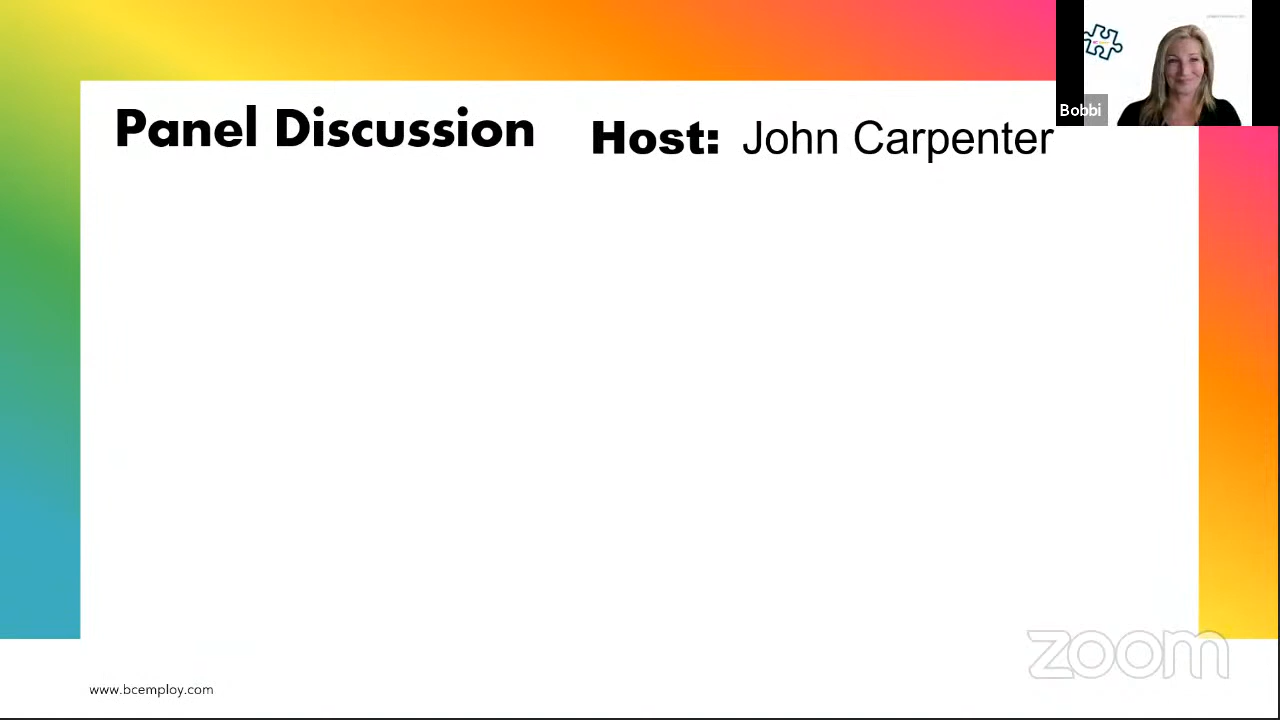 Panel Discussion
Host: John Carpenter
Bobbi
www.bcemploy.com
zoom